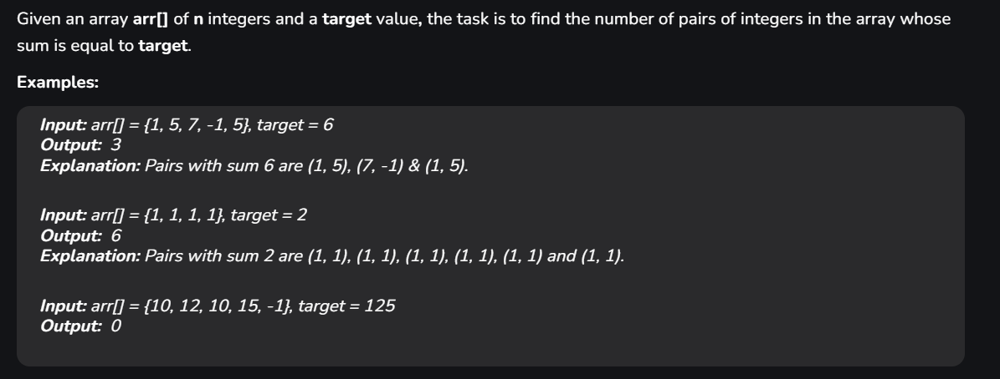 Given an array arr[] of n integers and a target value, the task is to find the number of pairs of integers in the array whose
sum is equal to target.
Examples:
Input: arr[] = {1, 5, 7, -1, 5}, target = 6
Output:  3
Explanation: Pairs with sum 6 are (1, 5), (7, -1) & (1, 5).
Input: arr[] = {1, 1, 1, 1}, target = 2
Output:  6
Explanation: Pairs with sum 2 are (1, 1), (1, 1), (1, 1), (1, 1), (1, 1) and (1, 1).
Input: arr[] = {10, 12, 10, 15, -1}, target = 125
Output:  0